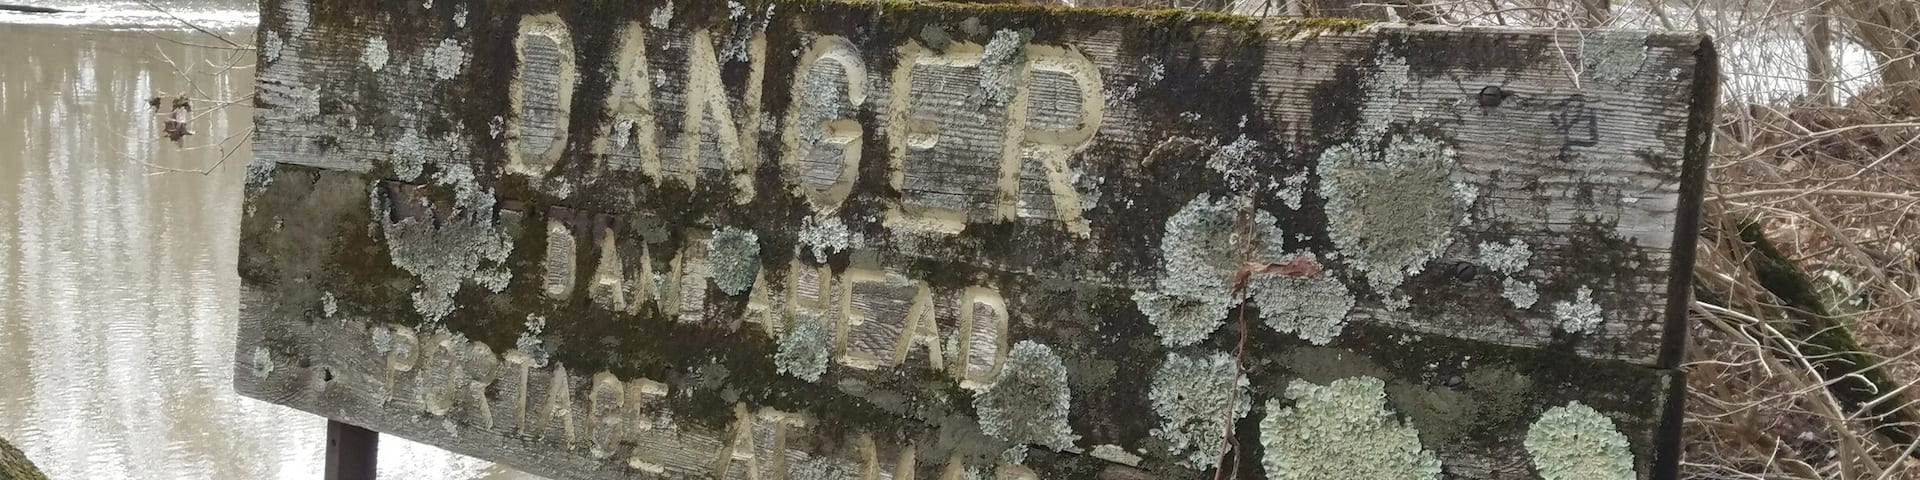 DANGER
DAM AHEAD
PORTAGE AT